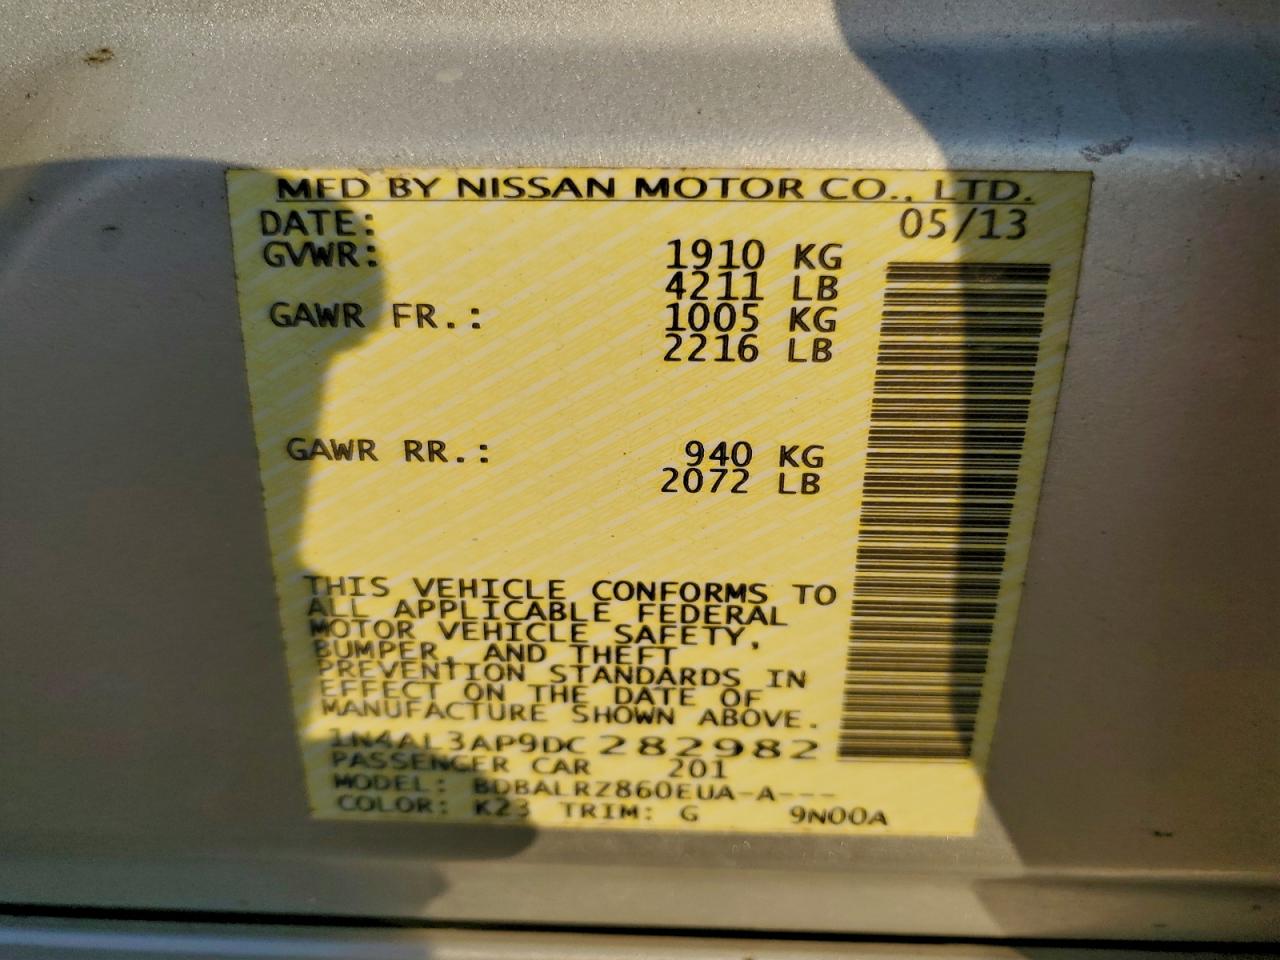 MFD BY NISSAN MOTOR CO., LTD.
DATE: 05/13
GVWR: 1910 KG
4211 LB
GAWR FR.: 1005 KG
2216 LB
GAWR RR.: 940 KG
2072 LB
THIS VEHICLE CONFORMS TO
ALL APPLICABLE FEDERAL
MOTOR VEHICLE SAFETY,
BUMPER, AND THEFT
PREVENTION STANDARDS IN
EFFECT ON THE DATE OF
MANUFACTURE SHOWN ABOVE.
1N4AL3AP9DC282982
PASSENGER CAR 201
MODEL: BDBALRZ860EUA-A---
COLOR: K23 TRIM: G 9N00A